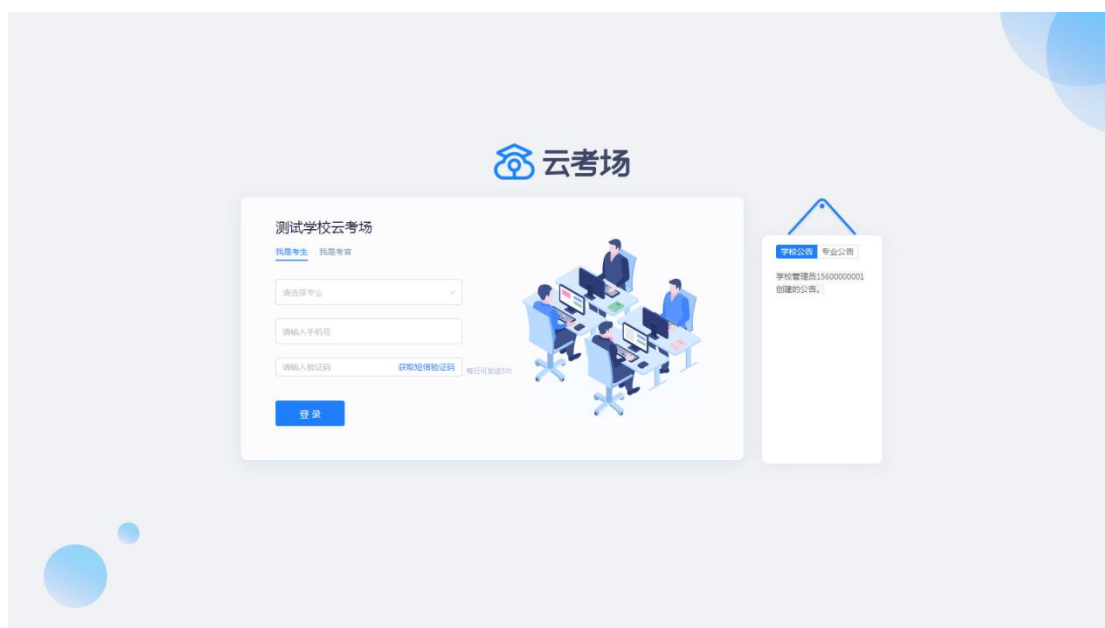 云考场
测试学校云考场
我是考生 我是考官
请选择专业
请输入手机号
请输入验证码 获取短信验证码 每日可发送5次
登录
学校公告 专业公告
学校管理员15600000001
创建的公告。